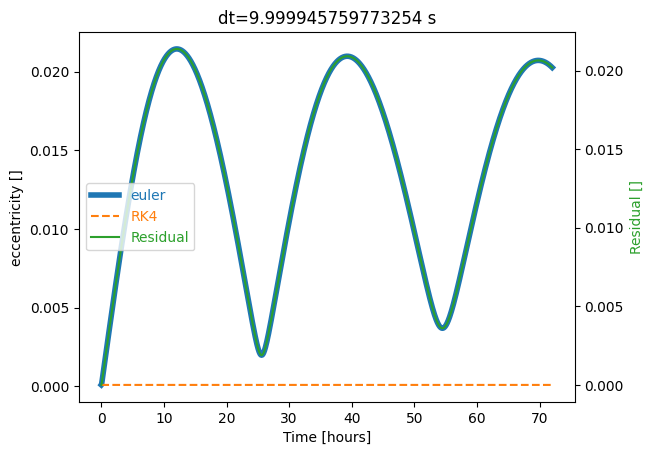 dt=9.999945759773254 s
eccentricity []
0.020
0.015
0.010
0.005
0.000
euler
RK4
Residual
0.020
0.015
0.010
0.005
0.000
Residual []
0 10 20 30 40 50 60 70
Time [hours]